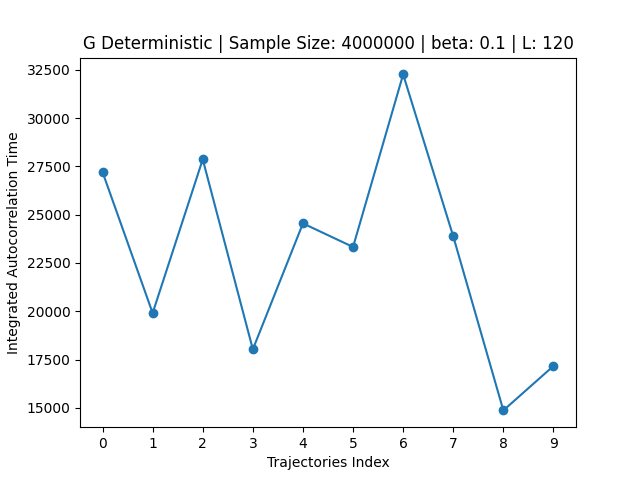 G Deterministic | Sample Size: 4000000 | beta: 0.1 | L: 120
32500
30000
27500
25000
22500
20000
17500
15000
Integrated Autocorrelation Time
0 1 2 3 4 5 6 7 8 9
Trajectories Index